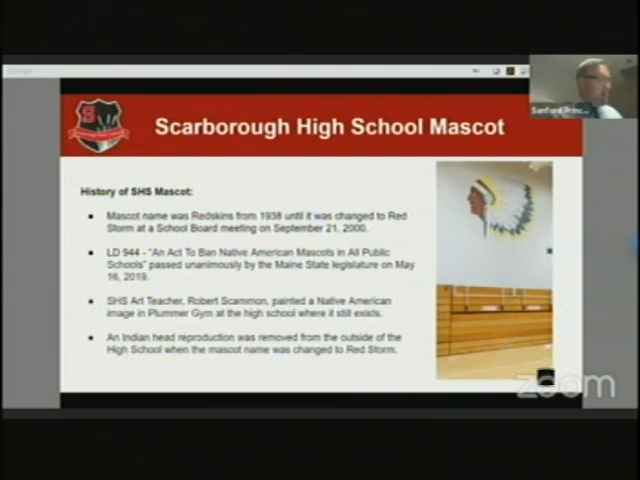 Sanford Princ...
S
Scarborough High School Mascot
History of SHS Mascot:
Mascot name was Redskins from 1938 until it was changed to Red
Storm at a School Board meeting on September 21, 2000.
LD 944 - "An Act To Ban Native American Mascots in All Public
Schools" passed unanimously by the Maine State legislature on May
16, 2019.
SHS Art Teacher, Robert Scammon, painted a Native American
image in Plummer Gym at the high school where it still exists.
An Indian head reproduction was removed from the outside of the
High School when the mascot name was changed to Red Storm.
zoom